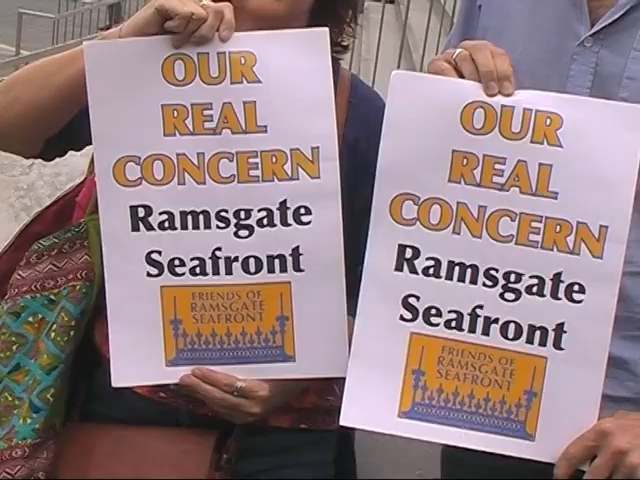 OUR
REAL
CONCERN
Ramsgate
Seafront
FRIENDS OF
RAMSGATE
SEAFRONT
OUR
REAL
CONCERN
Ramsgate
Seafront
FRIENDS OF
RAMSGATE
SEAFRONT